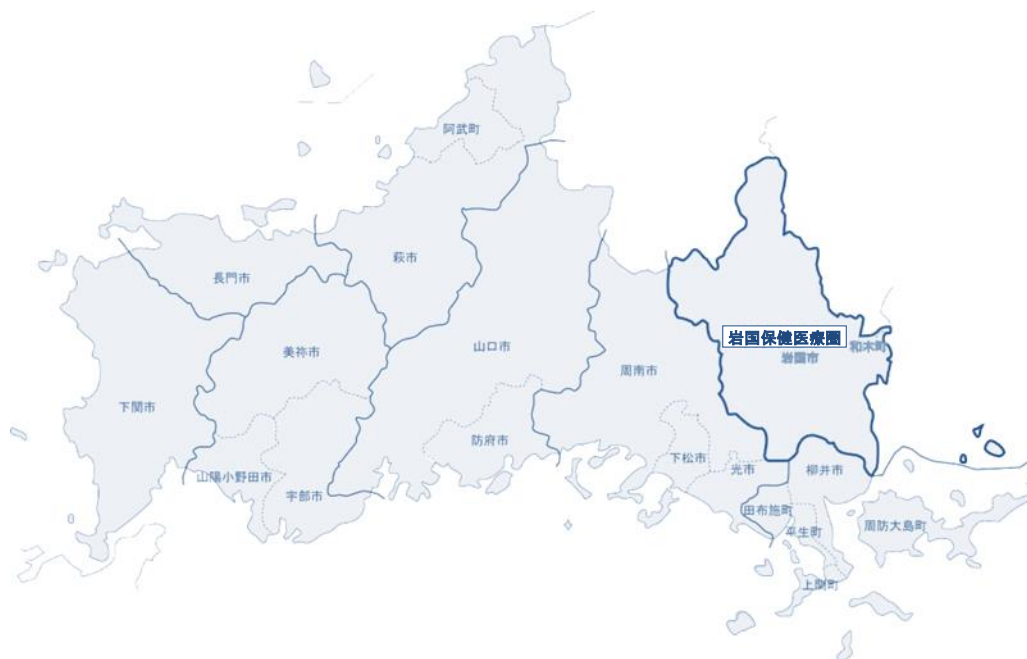 阿武町
萩市
長門市
岩国保健医療圏
和木町
岩国市
山口市
美祢市
周南市
下関市
防府市
下松市
光市
柳井市
山陽小野田市
宇部市
田布施町
周防大島町
平生町
上関町